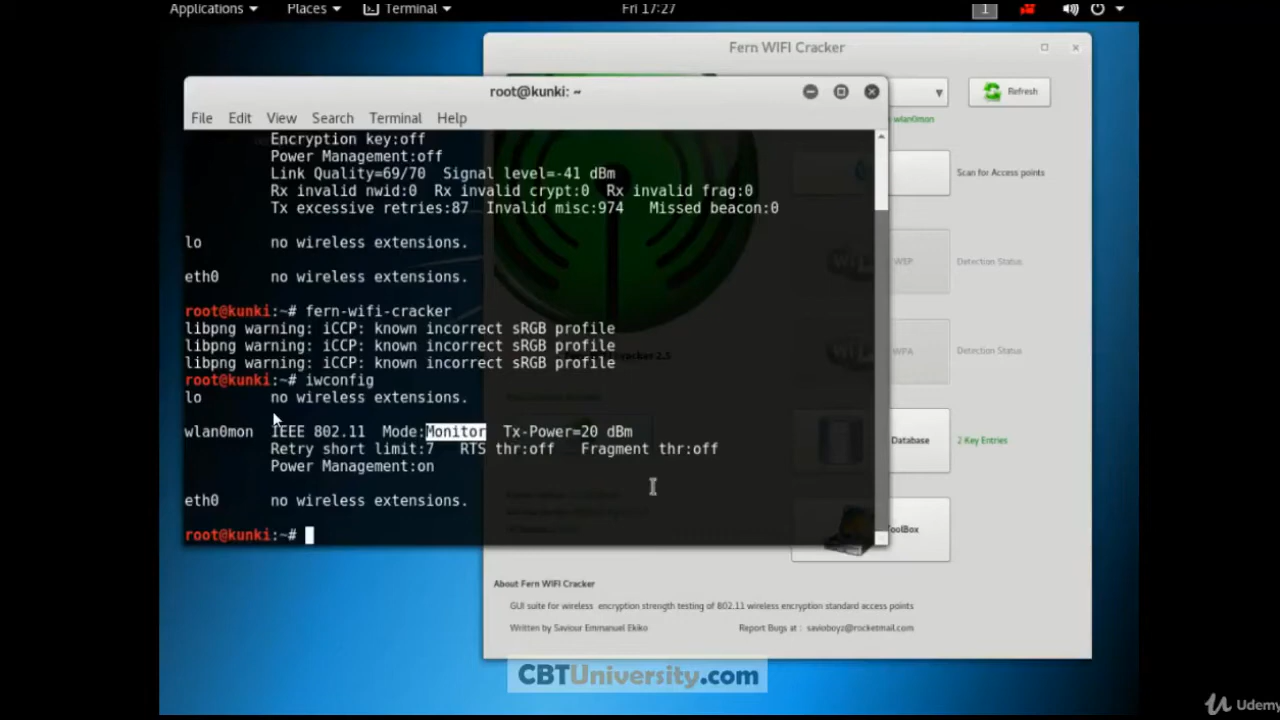 Applications Places Terminal Fri 17:27 1
Fern WIFI Cracker
Refresh
wlan0mon
Scan for Access points
WEP Detection Status
WPA Detection Status
Database 2 Key Entries
ToolBox
About Fern WIFI Cracker
GUI suite for wireless encryption strength testing of 802.11 wireless encryption standard access points
Written by Saviour Emmanuel Ekiko Report Bugs at : savioboyz@rocketmail.com
root@kunki: ~
File Edit View Search Terminal Help
Encryption key:off
Power Management:off
Link Quality=69/70 Signal level=-41 dBm
Rx invalid nwid:0 Rx invalid crypt:0 Rx invalid frag:0
Tx excessive retries:87 Invalid misc:974 Missed beacon:0
lo no wireless extensions.
eth0 no wireless extensions.
root@kunki:~# fern-wifi-cracker
libpng warning: iCCP: known incorrect sRGB profile
libpng warning: iCCP: known incorrect sRGB profile
libpng warning: iCCP: known incorrect sRGB profile
root@kunki:~# iwconfig
lo no wireless extensions.
wlan0mon IEEE 802.11 Mode:Monitor Tx-Power=20 dBm
Retry short limit:7 RTS thr:off Fragment thr:off
Power Management:on
eth0 no wireless extensions.
root@kunki:~#
CBTUniversity.com
Udemy